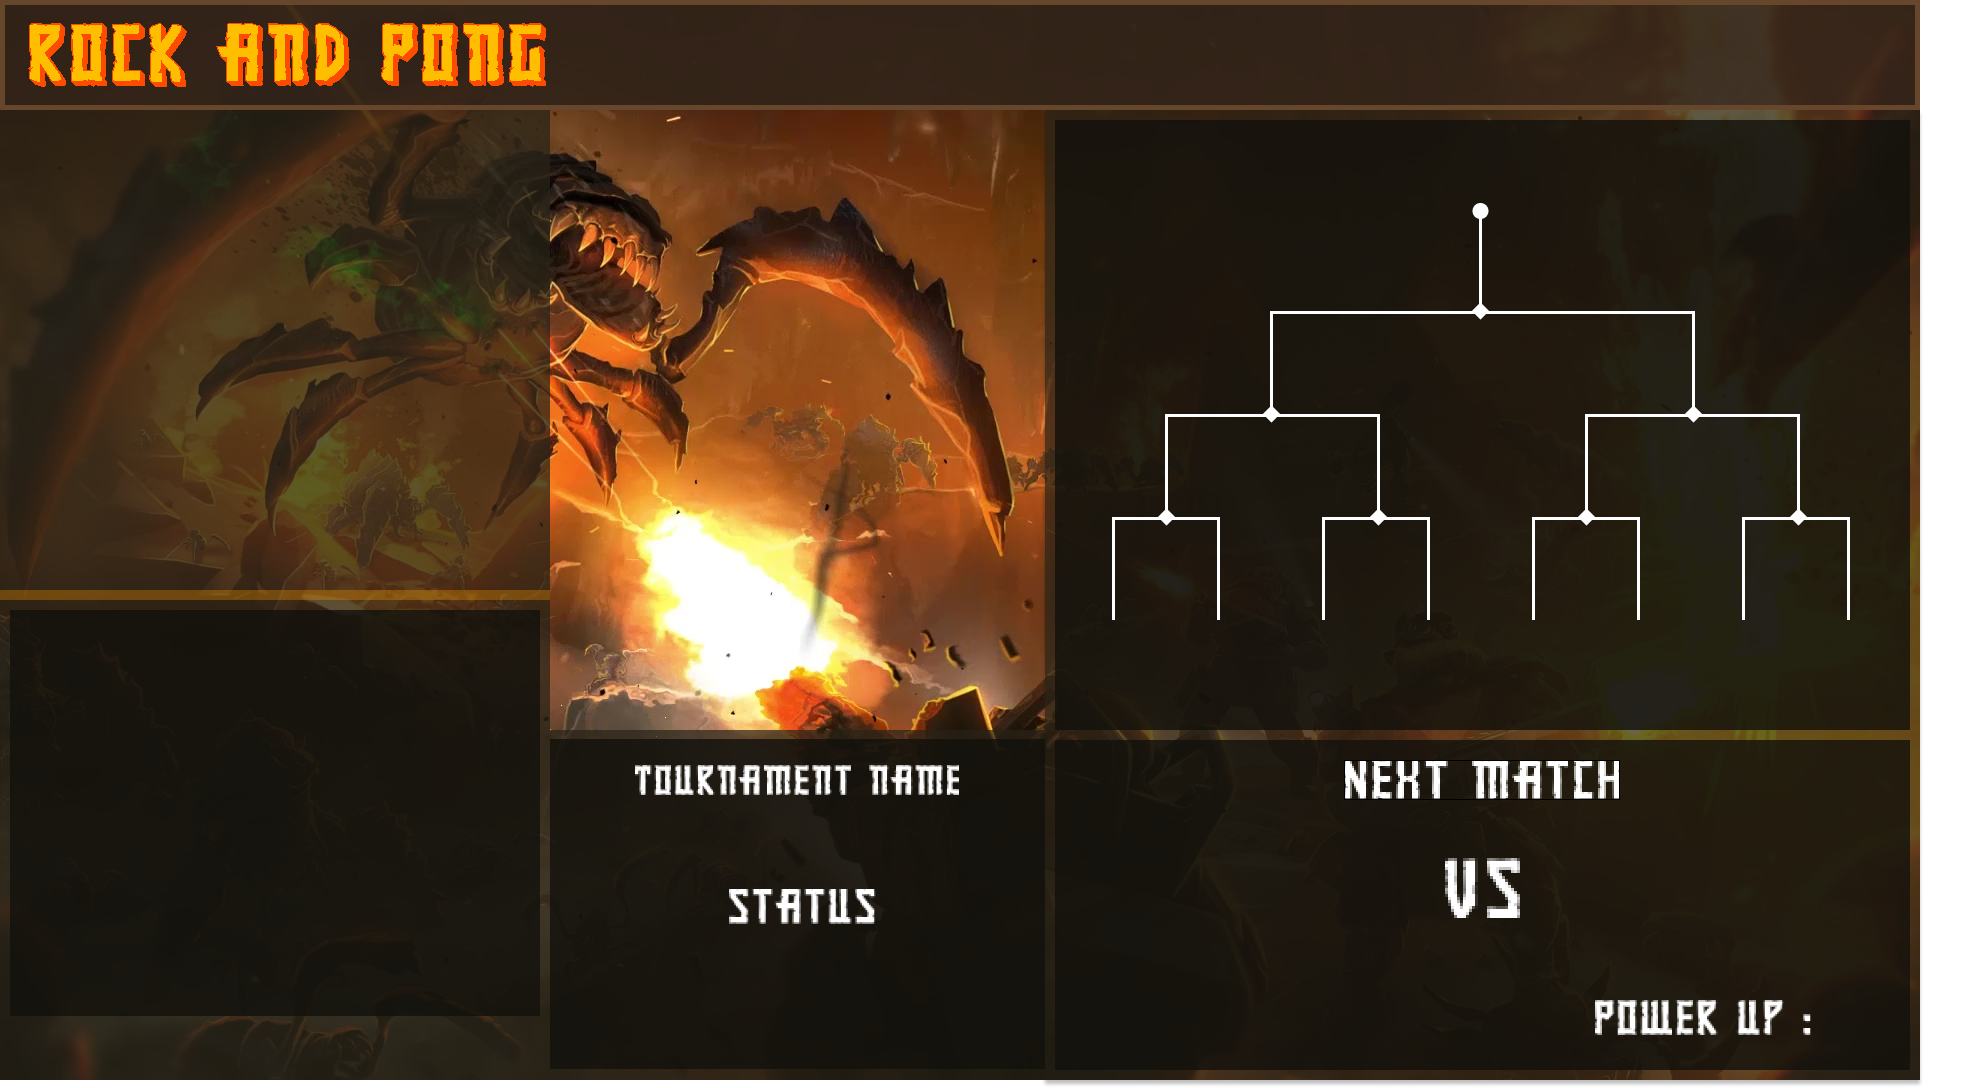 ROCK AND PONG
TOURNAMENT NAME
STATUS
NEXT MATCH
VS
POWER UP :